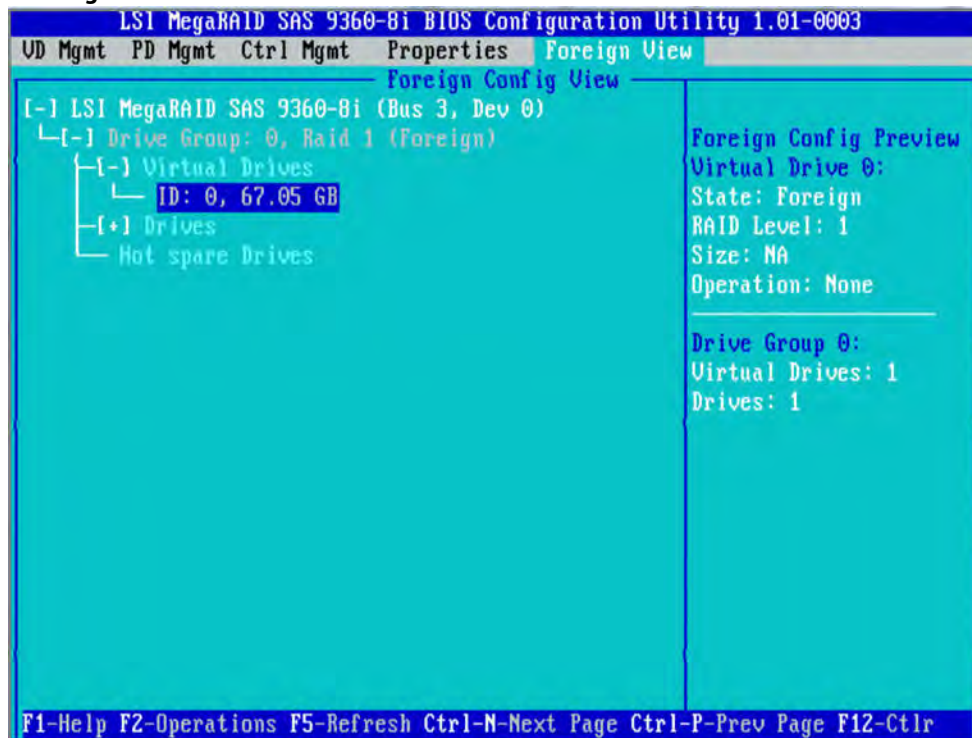 LSI MegaRAID SAS 9360-8i BIOS Configuration Utility 1.01-0003
VD Mgmt PD Mgmt Ctrl Mgmt Properties Foreign View
Foreign Config View
[-] LSI MegaRAID SAS 9360-8i (Bus 3, Dev 0)
[-] Drive Group: 0, Raid 1 (Foreign)
[-] Virtual Drives
ID: 0, 67.05 GB
[+] Drives
Hot spare Drives
Foreign Config Preview
Virtual Drive 0:
State: Foreign
RAID Level: 1
Size: NA
Operation: None
Drive Group 0:
Virtual Drives: 1
Drives: 1
F1-Help F2-Operations F5-Refresh Ctrl-N-Next Page Ctrl-P-Prev Page F12-Ctlr